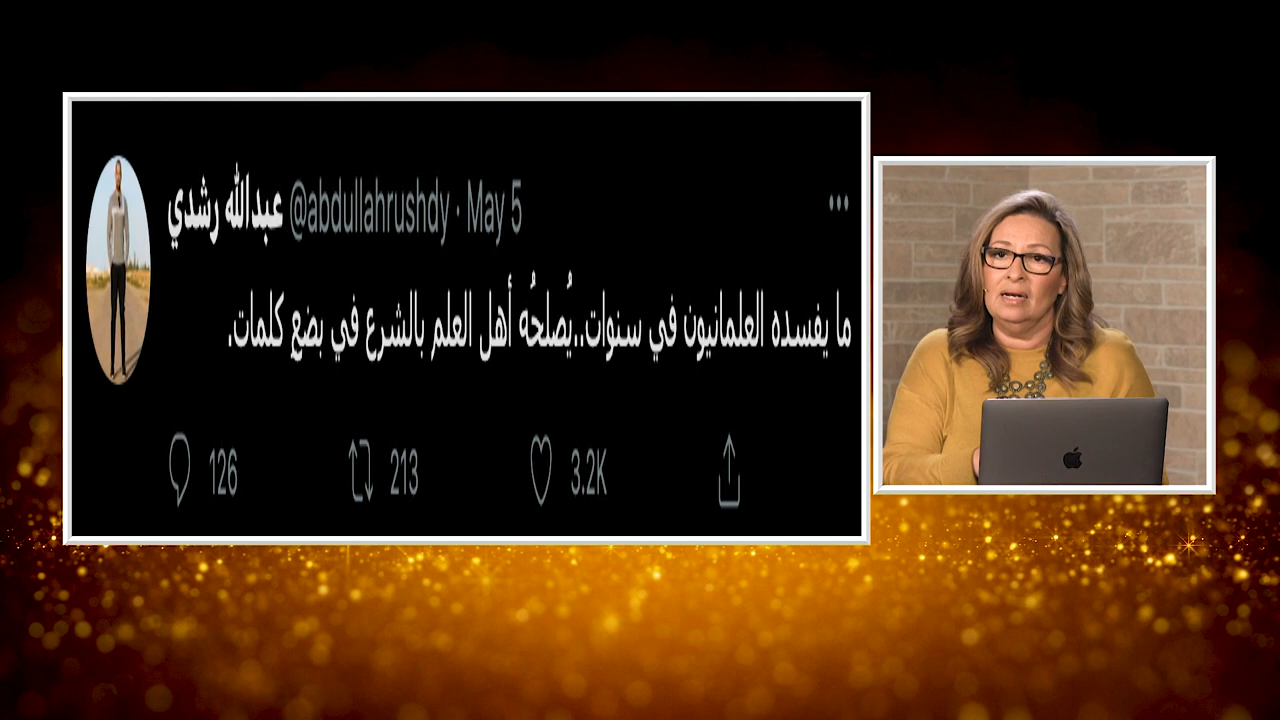 عبدالله رشدي @abdullahrushdy · May 5
ما يفسده العلمانيون في سنوات..يُصلحُه أهل العلم بالشرع في بضع كلمات.
126 213 3.2K